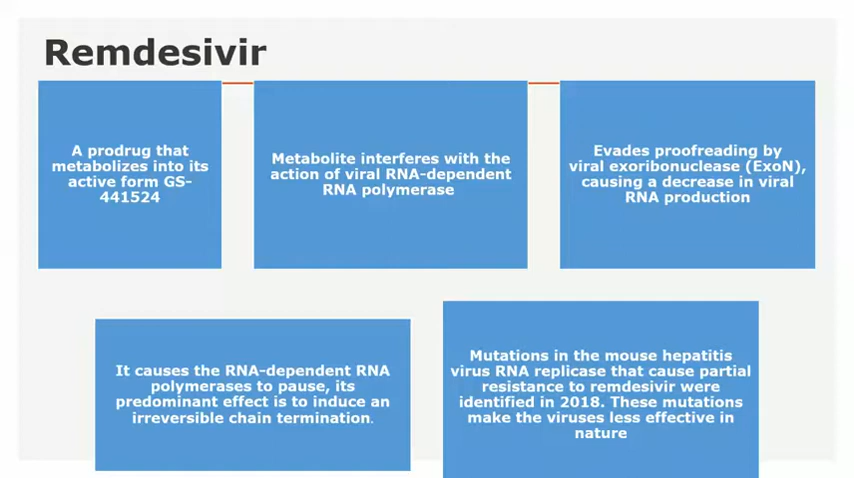 Remdesivir
A prodrug that
metabolizes into its
active form GS-
441524
Metabolite interferes with the
action of viral RNA-dependent
RNA polymerase
Evades proofreading by
viral exoribonuclease (ExoN),
causing a decrease in viral
RNA production
It causes the RNA-dependent RNA
polymerases to pause, its
predominant effect is to induce an
irreversible chain termination.
Mutations in the mouse hepatitis
virus RNA replicase that cause partial
resistance to remdesivir were
identified in 2018. These mutations
make the viruses less effective in
nature